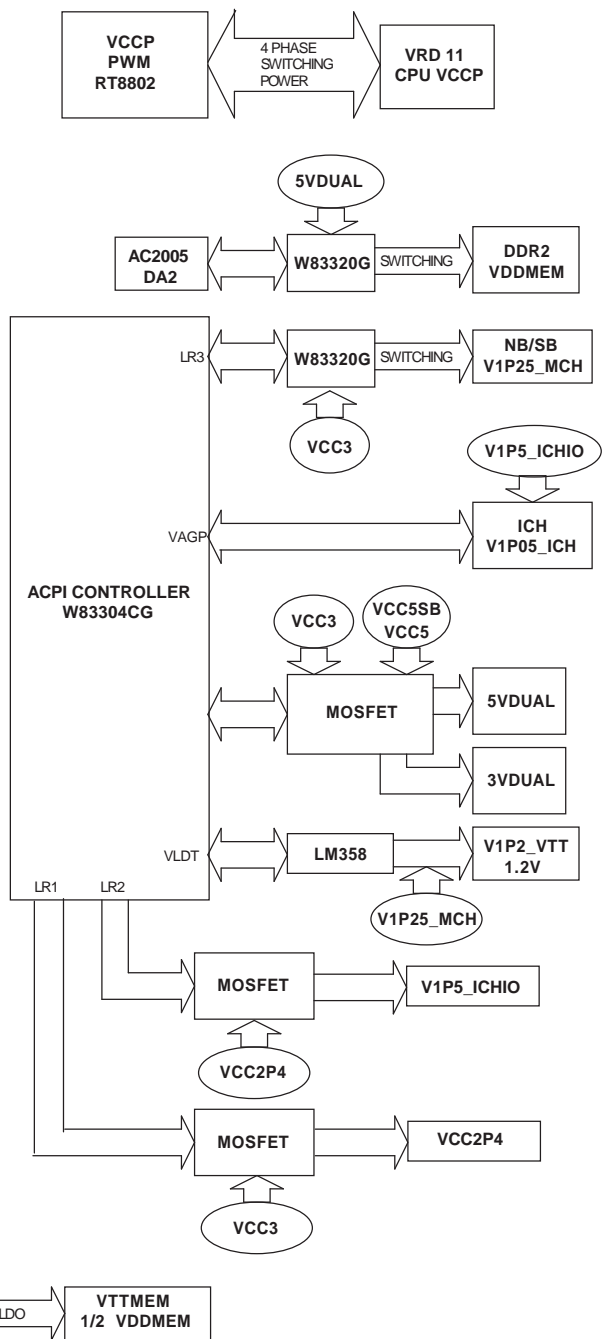 VCCP
PWM
RT8802
4 PHASE
SWITCHING
POWER
VRD 11
CPU VCCP
5VDUAL
AC2005
DA2
W83320G
SWITCHING
DDR2
VDDMEM
LR3
W83320G
SWITCHING
NB/SB
V1P25_MCH
VCC3
V1P5_ICHIO
VAGP
ICH
V1P05_ICH
ACPI CONTROLLER
W83304CG
VCC3
VCC5SB
VCC5
MOSFET
5VDUAL
3VDUAL
VLDT
LM358
V1P2_VTT
1.2V
LR1
LR2
V1P25_MCH
MOSFET
V1P5_ICHIO
VCC2P4
MOSFET
VCC2P4
VCC3
LDO
VTTMEM
1/2 VDDMEM